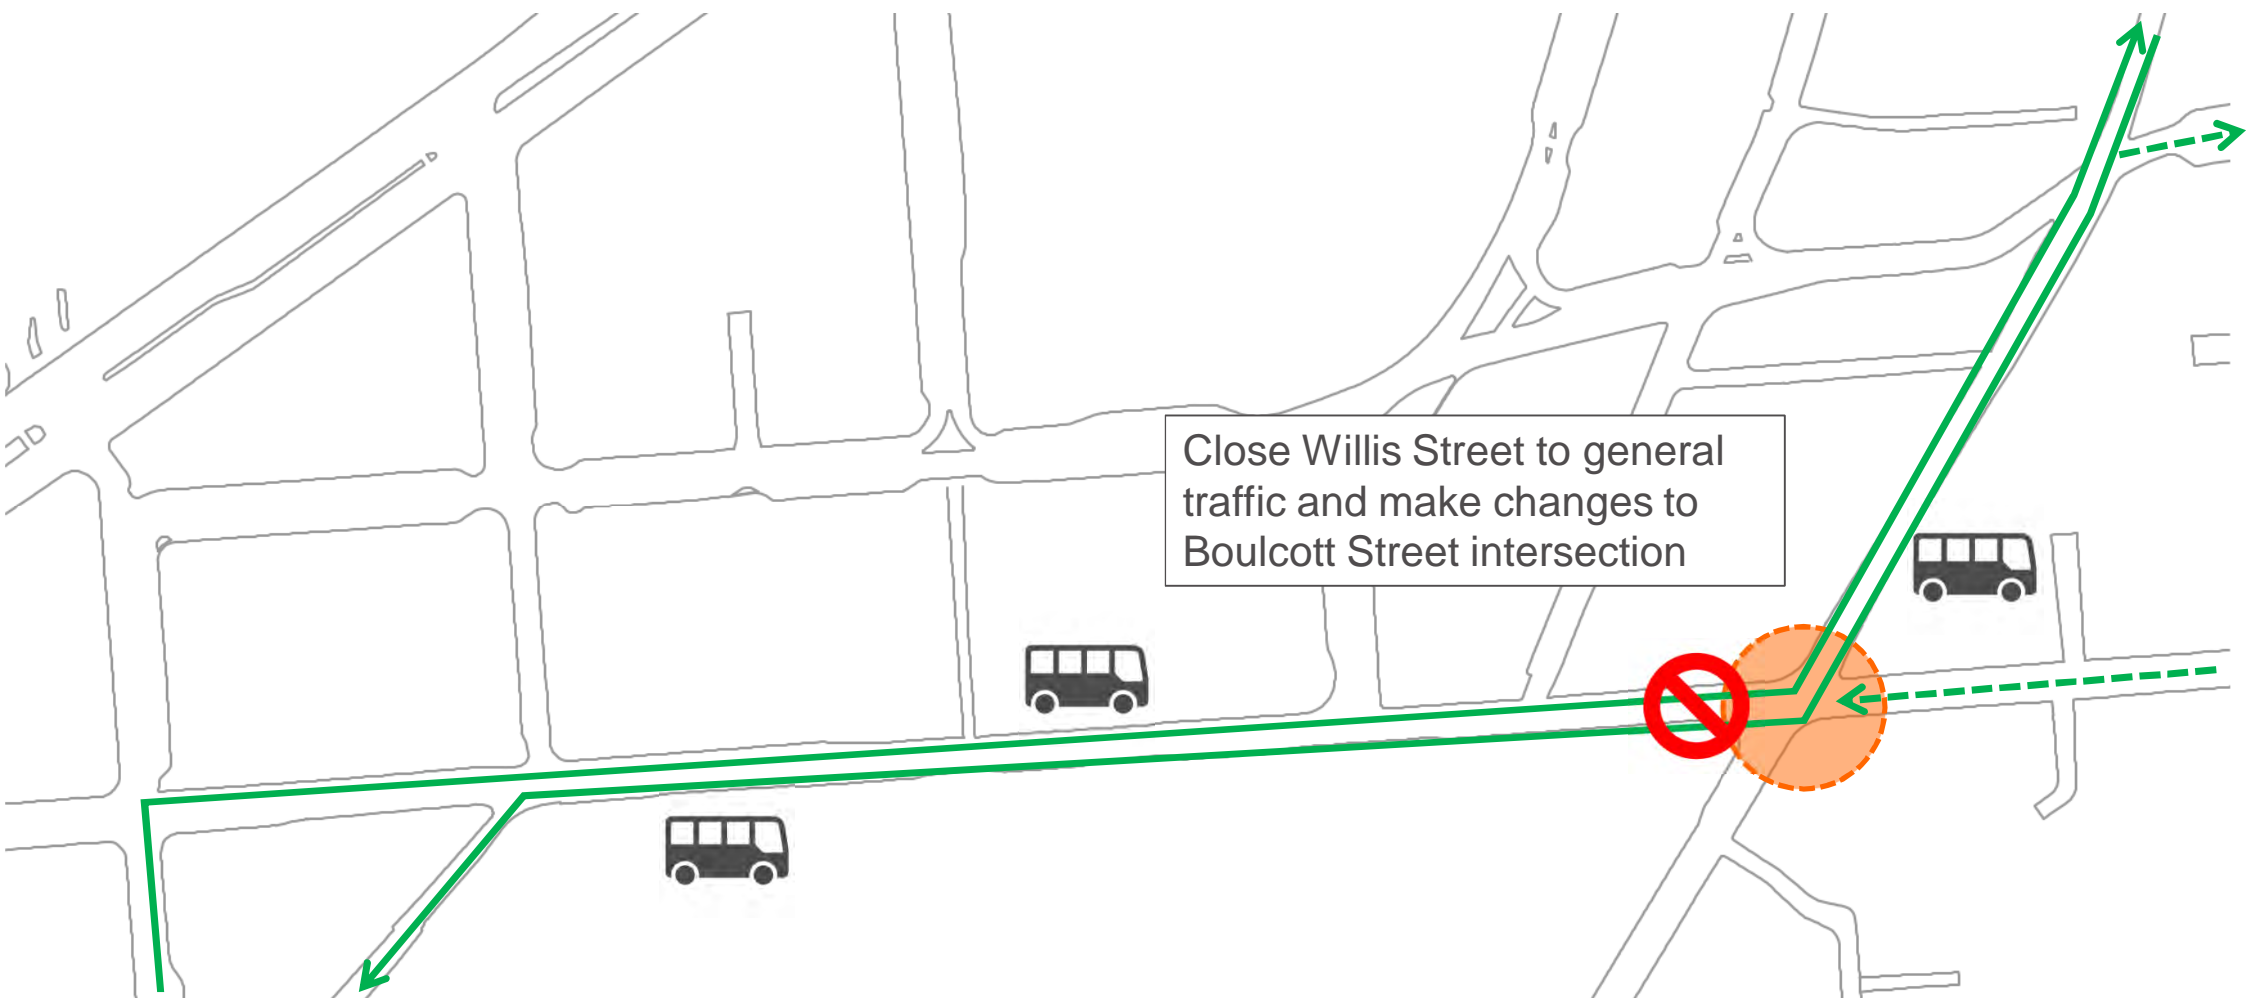 Close Willis Street to general
traffic and make changes to
Boulcott Street intersection